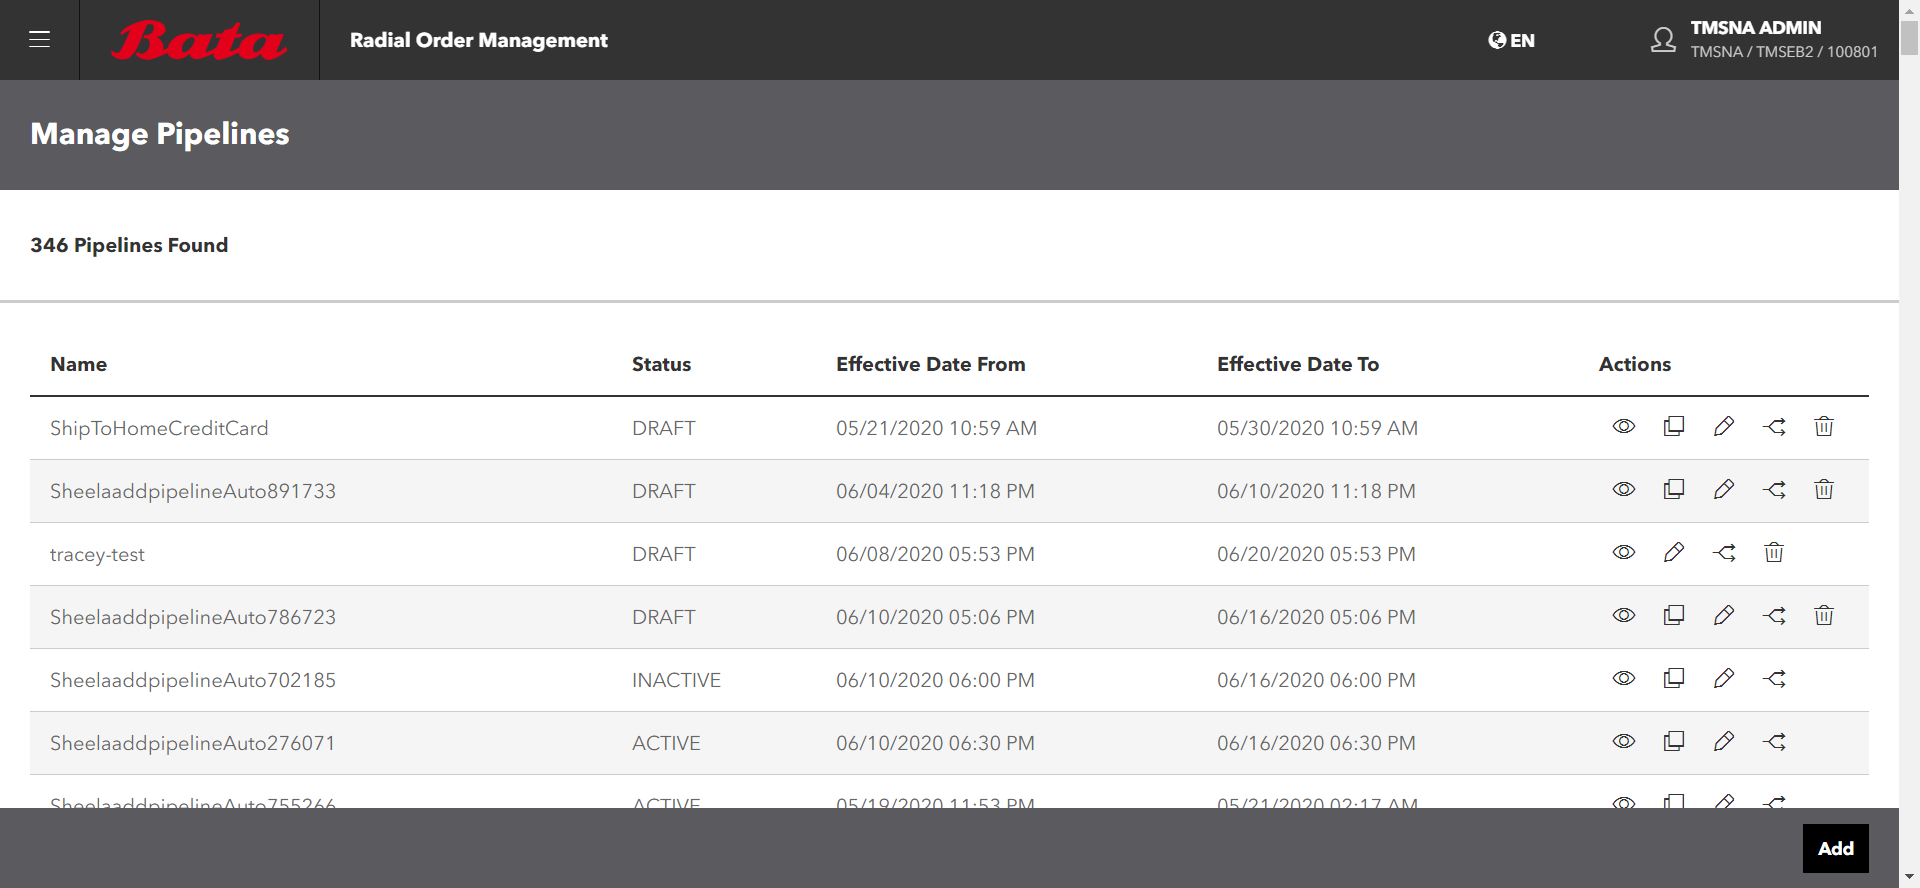 Bata
Radial Order Management
EN
TMSNA ADMIN
TMSNA / TMSEB2 / 100801
Manage Pipelines
346 Pipelines Found
Name Status Effective Date From Effective Date To Actions
ShipToHomeCreditCard DRAFT 05/21/2020 10:59 AM 05/30/2020 10:59 AM
SheelaaddpipelineAuto891733 DRAFT 06/04/2020 11:18 PM 06/10/2020 11:18 PM
tracey-test DRAFT 06/08/2020 05:53 PM 06/20/2020 05:53 PM
SheelaaddpipelineAuto786723 DRAFT 06/10/2020 05:06 PM 06/16/2020 05:06 PM
SheelaaddpipelineAuto702185 INACTIVE 06/10/2020 06:00 PM 06/16/2020 06:00 PM
SheelaaddpipelineAuto276071 ACTIVE 06/10/2020 06:30 PM 06/16/2020 06:30 PM
SheelaaddpipelineAuto755266 ACTIVE 05/19/2020 11:53 PM 05/21/2020 02:17 AM
Add